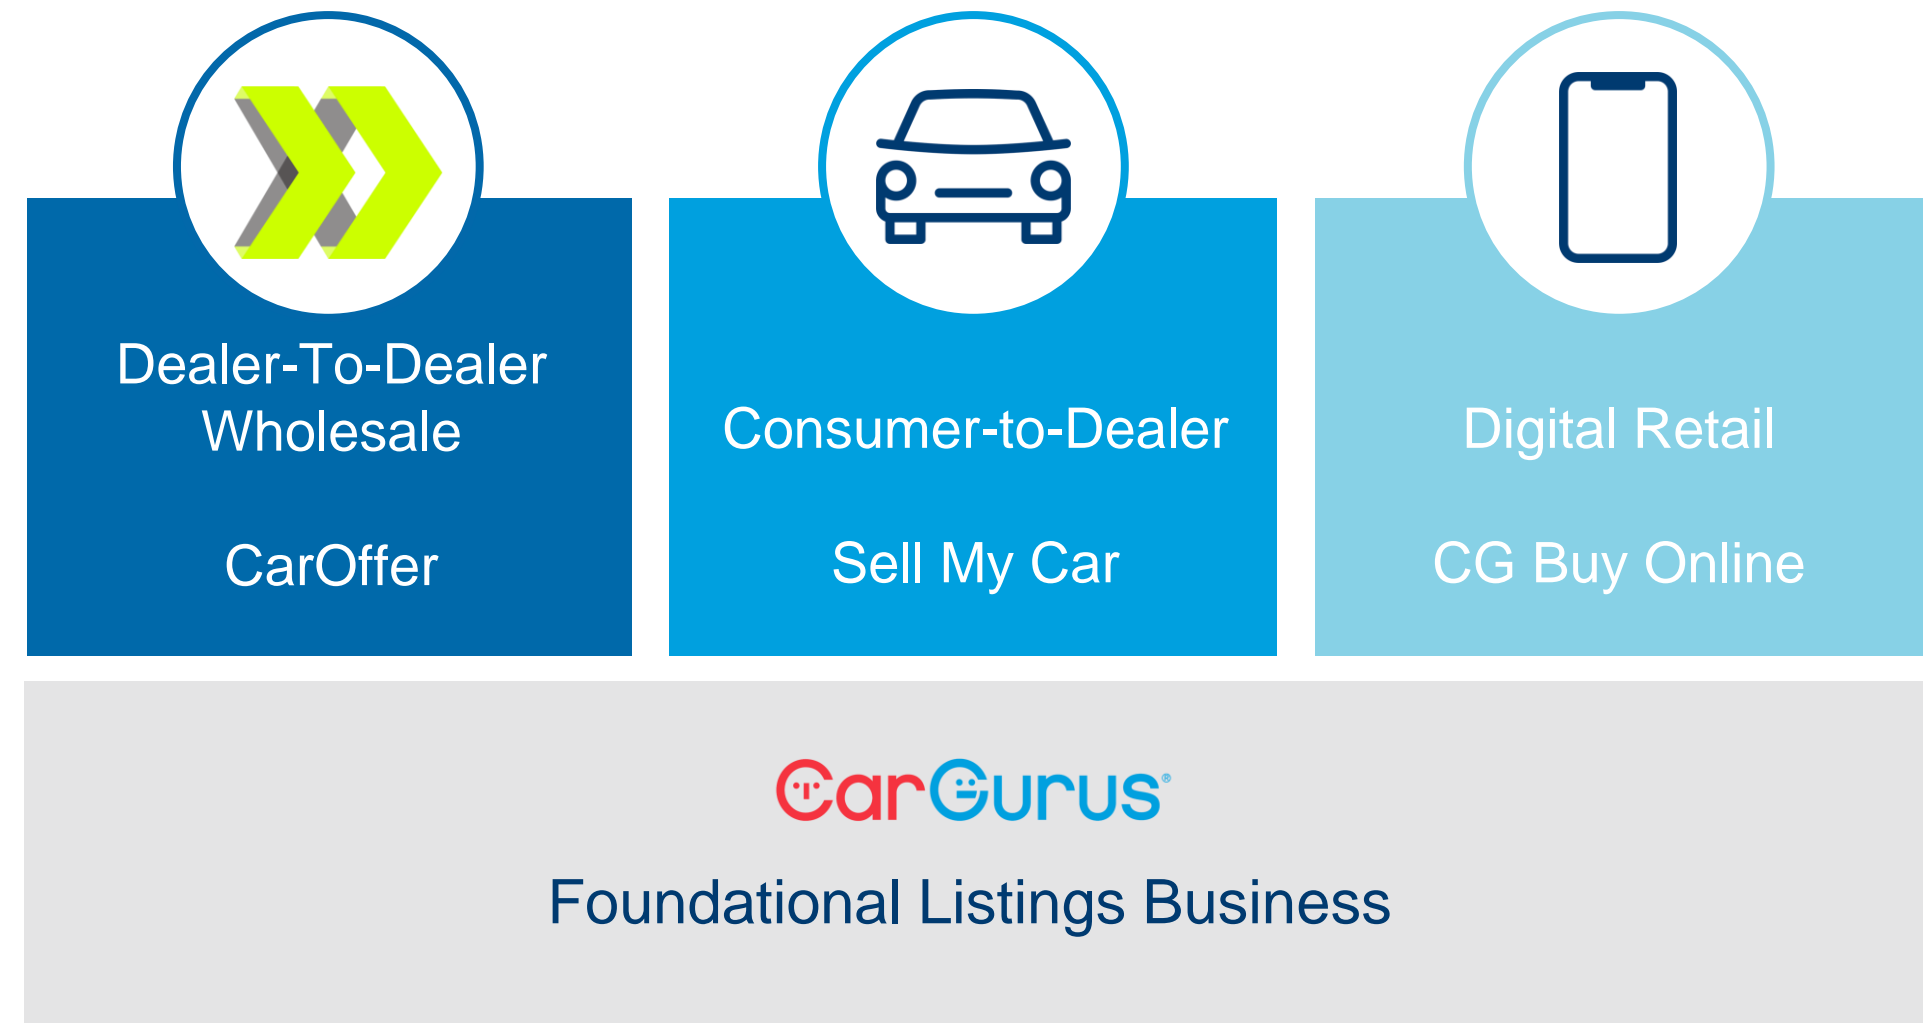 Dealer-To-Dealer
Wholesale
CarOffer
Consumer-to-Dealer
Sell My Car
Digital Retail
CG Buy Online
CarGurus®
Foundational Listings Business